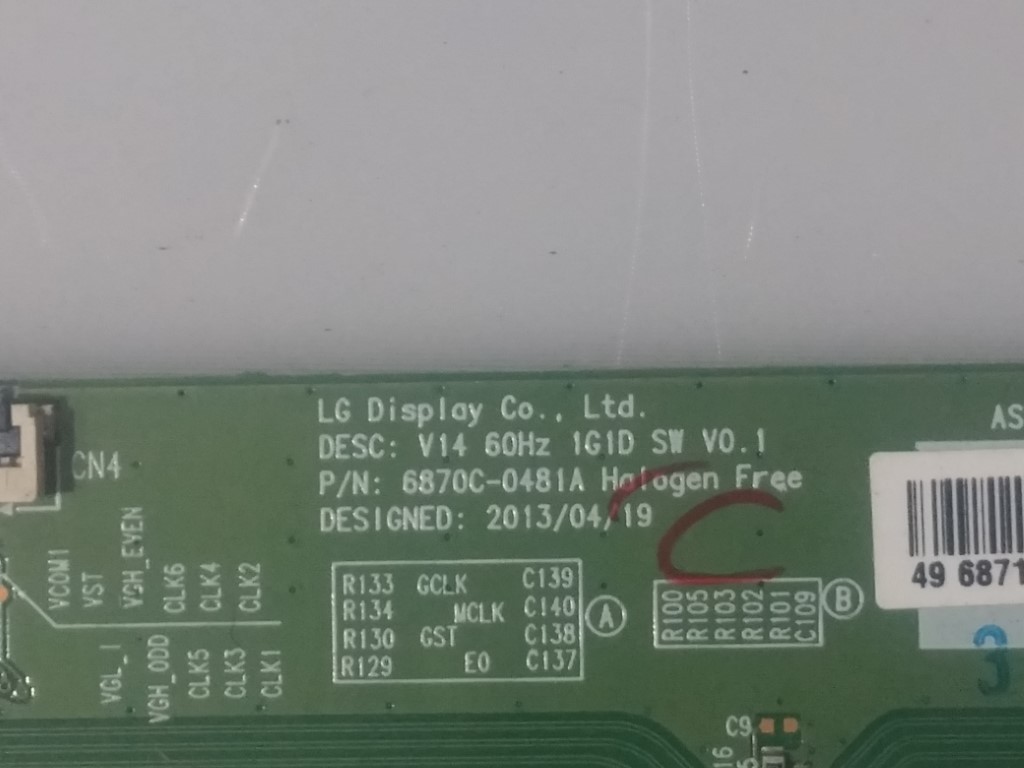 LG Display Co., Ltd.
DESC: V14 60Hz 1G1D SW V0.1
P/N: 6870C-0481A Halogen Free
DESIGNED: 2013/04/19
AS
CN4
VCOM1
VST
VGH_EVEN
CLK6
CLK4
CLK2
VGL_I
VGH_ODD
CLK5
CLK3
CLK1
R133 GCLK C139
R134 MCLK C140
R130 GST C138
R129 EO C137
A
R100
R105
R103
R102
R101
C109
B
49 6871
3
C9
16